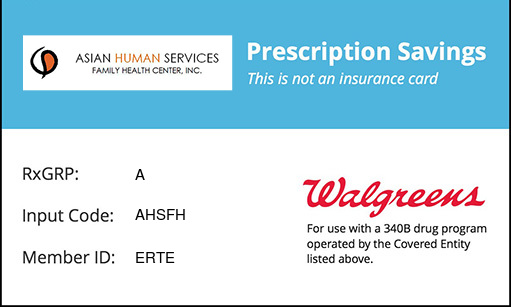 ASIAN HUMAN SERVICES
FAMILY HEALTH CENTER, INC.
Prescription Savings
This is not an insurance card
RxGRP: A
Input Code: AHSFH
Member ID: ERTE
Walgreens
For use with a 340B drug program
operated by the Covered Entity
listed above.